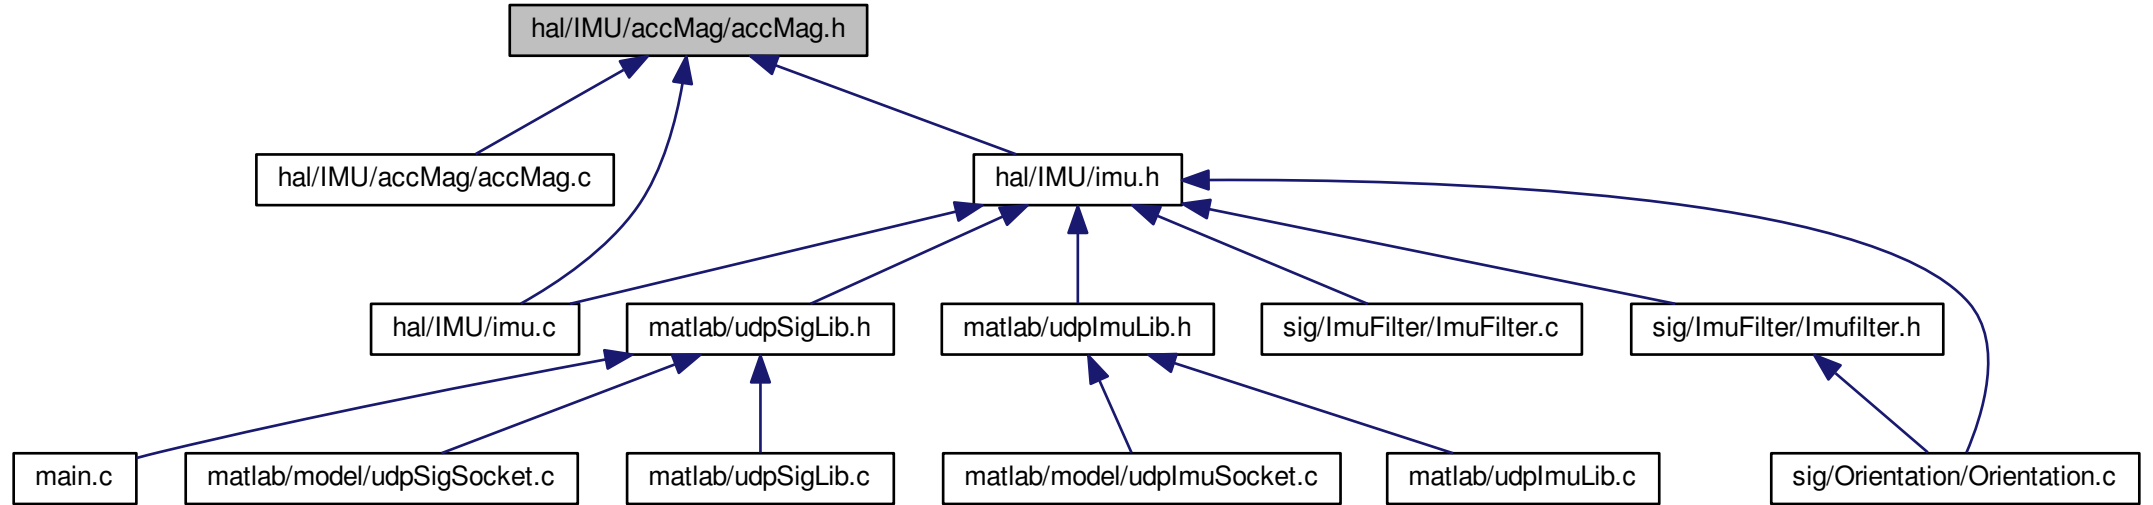 hal/IMU/accMag/accMag.h
hal/IMU/accMag/accMag.c
hal/IMU/imu.h
hal/IMU/imu.c
matlab/udpSigLib.h
matlab/udpImuLib.h
sig/ImuFilter/ImuFilter.c
sig/ImuFilter/Imufilter.h
main.c
matlab/model/udpSigSocket.c
matlab/udpSigLib.c
matlab/model/udpImuSocket.c
matlab/udpImuLib.c
sig/Orientation/Orientation.c